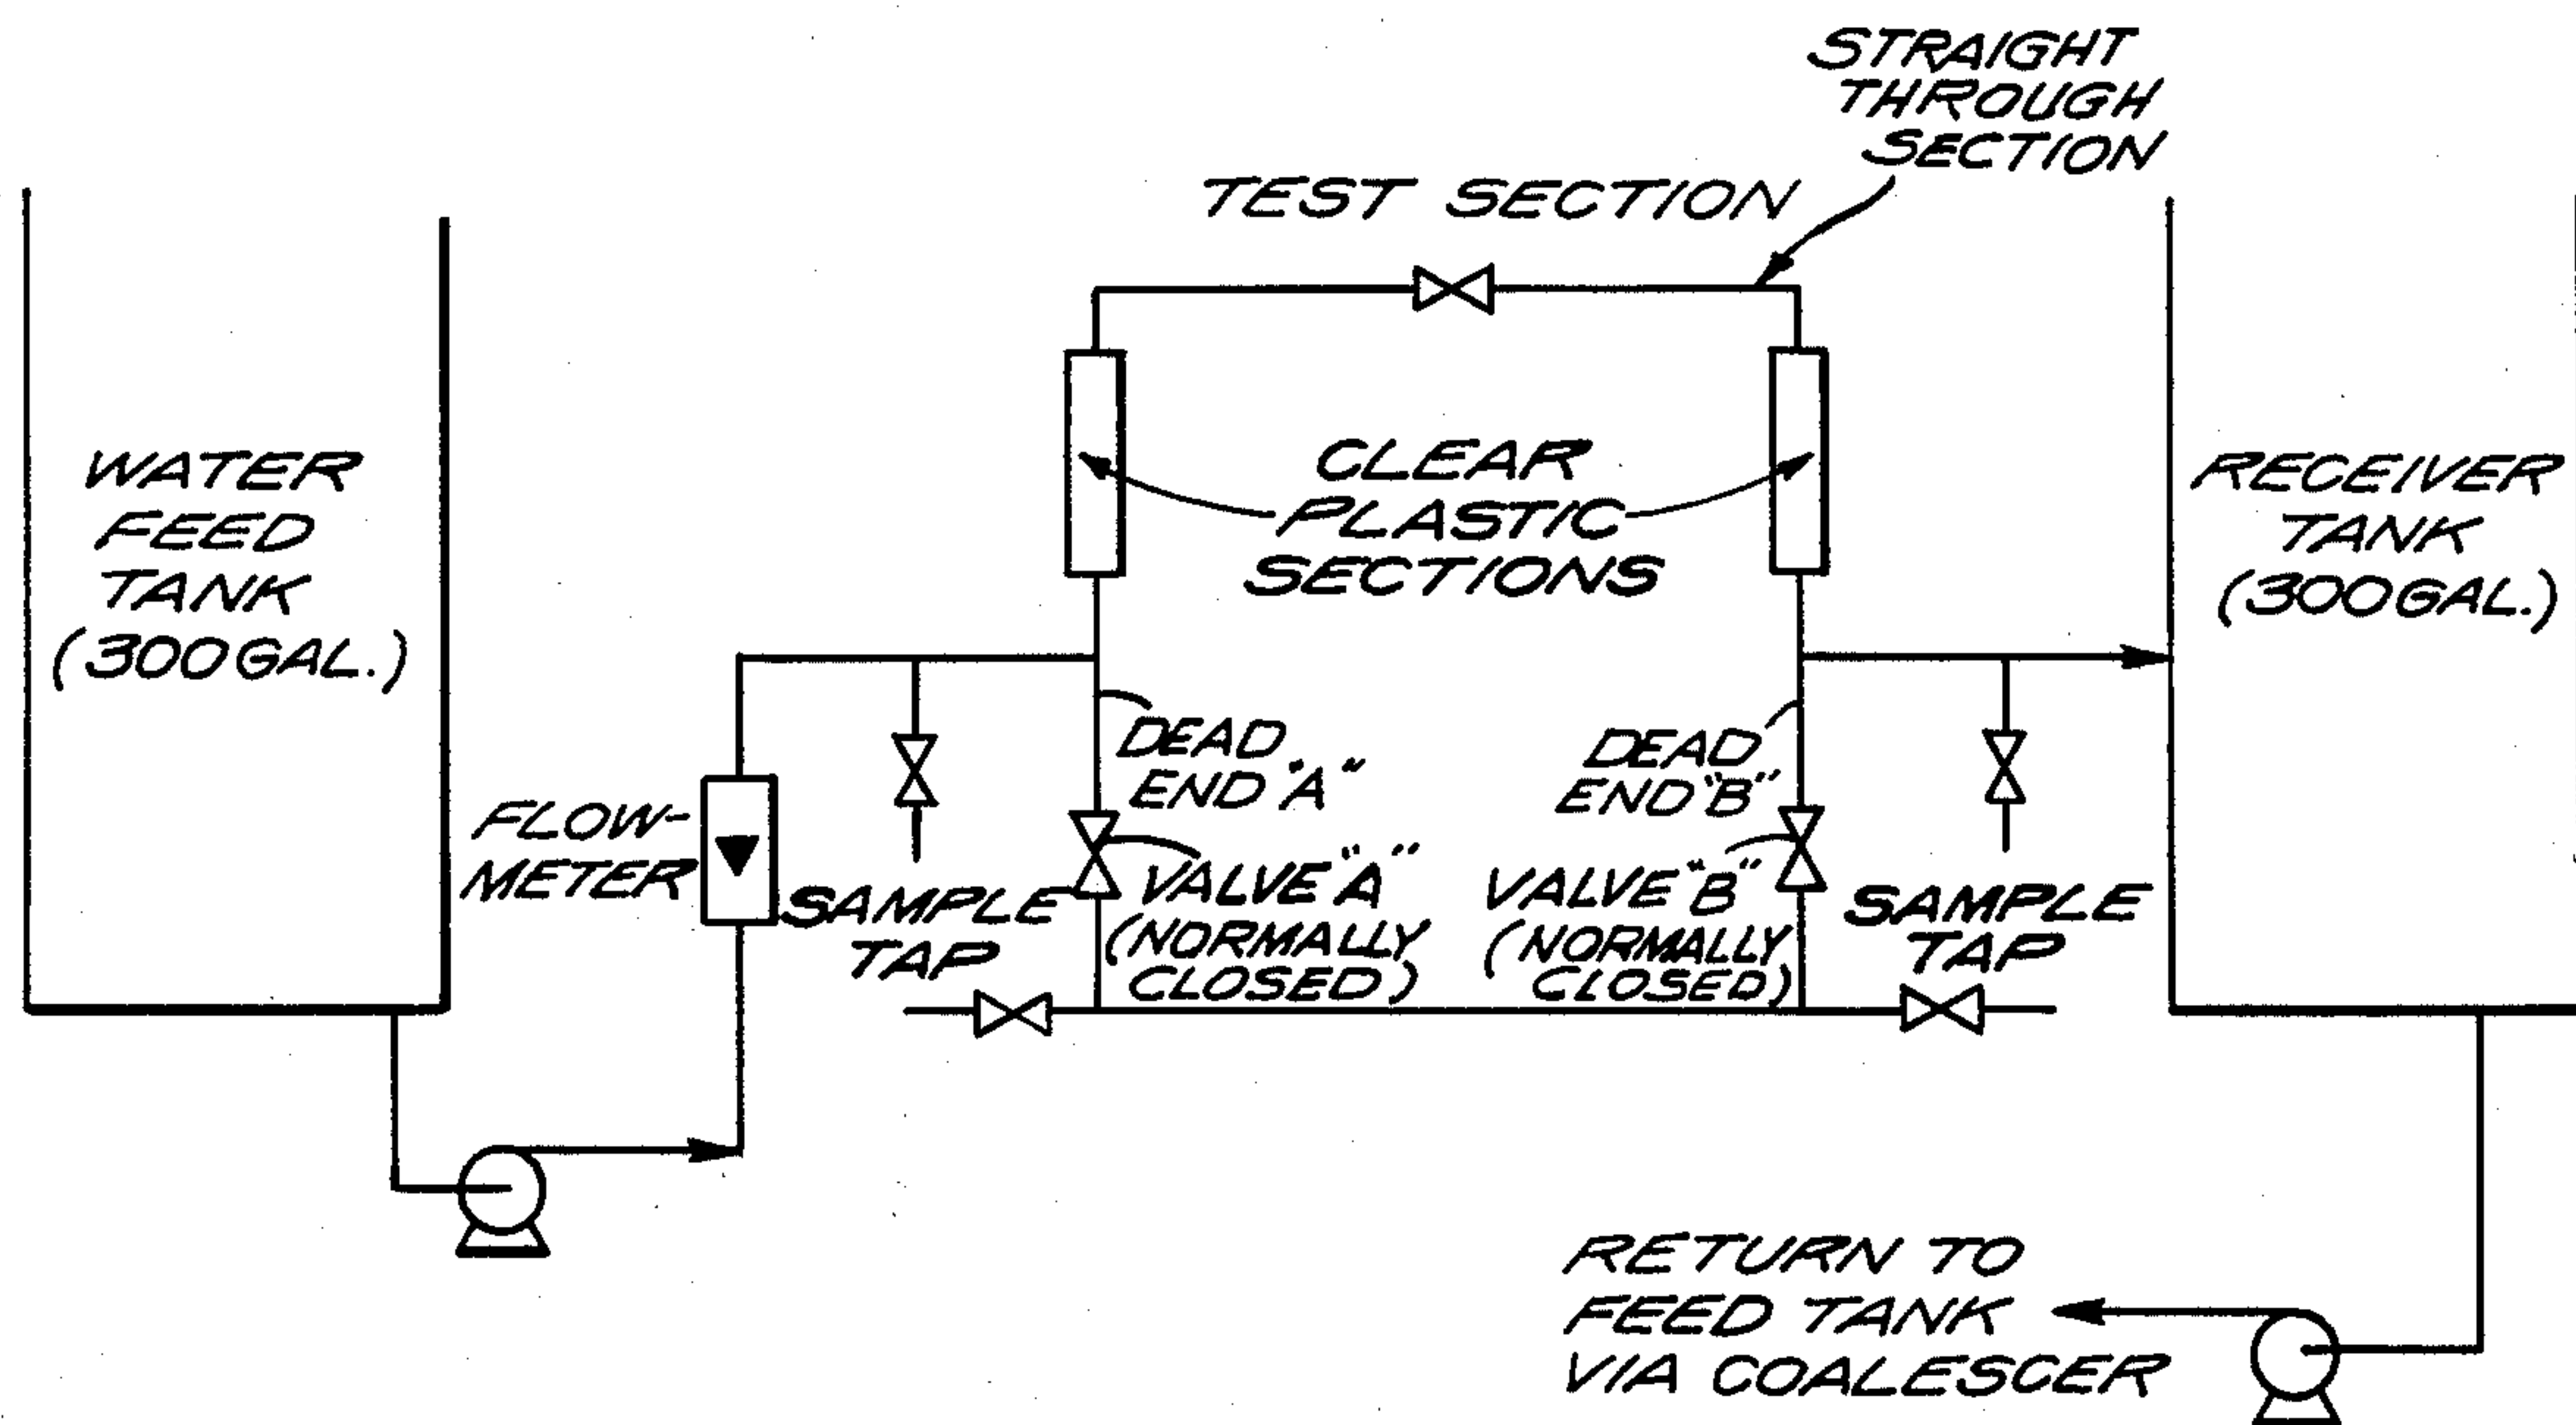 STRAIGHT
THROUGH
SECTION
TEST SECTION
WATER
FEED
TANK
(300 GAL.)
CLEAR
PLASTIC
SECTIONS
RECEIVER
TANK
(300 GAL.)
DEAD
END "A"
DEAD
END "B"
FLOW-
METER
SAMPLE
TAP
VALVE "A"
(NORMALLY
CLOSED)
VALVE "B"
(NORMALLY
CLOSED)
SAMPLE
TAP
RETURN TO
FEED TANK
VIA COALESCER